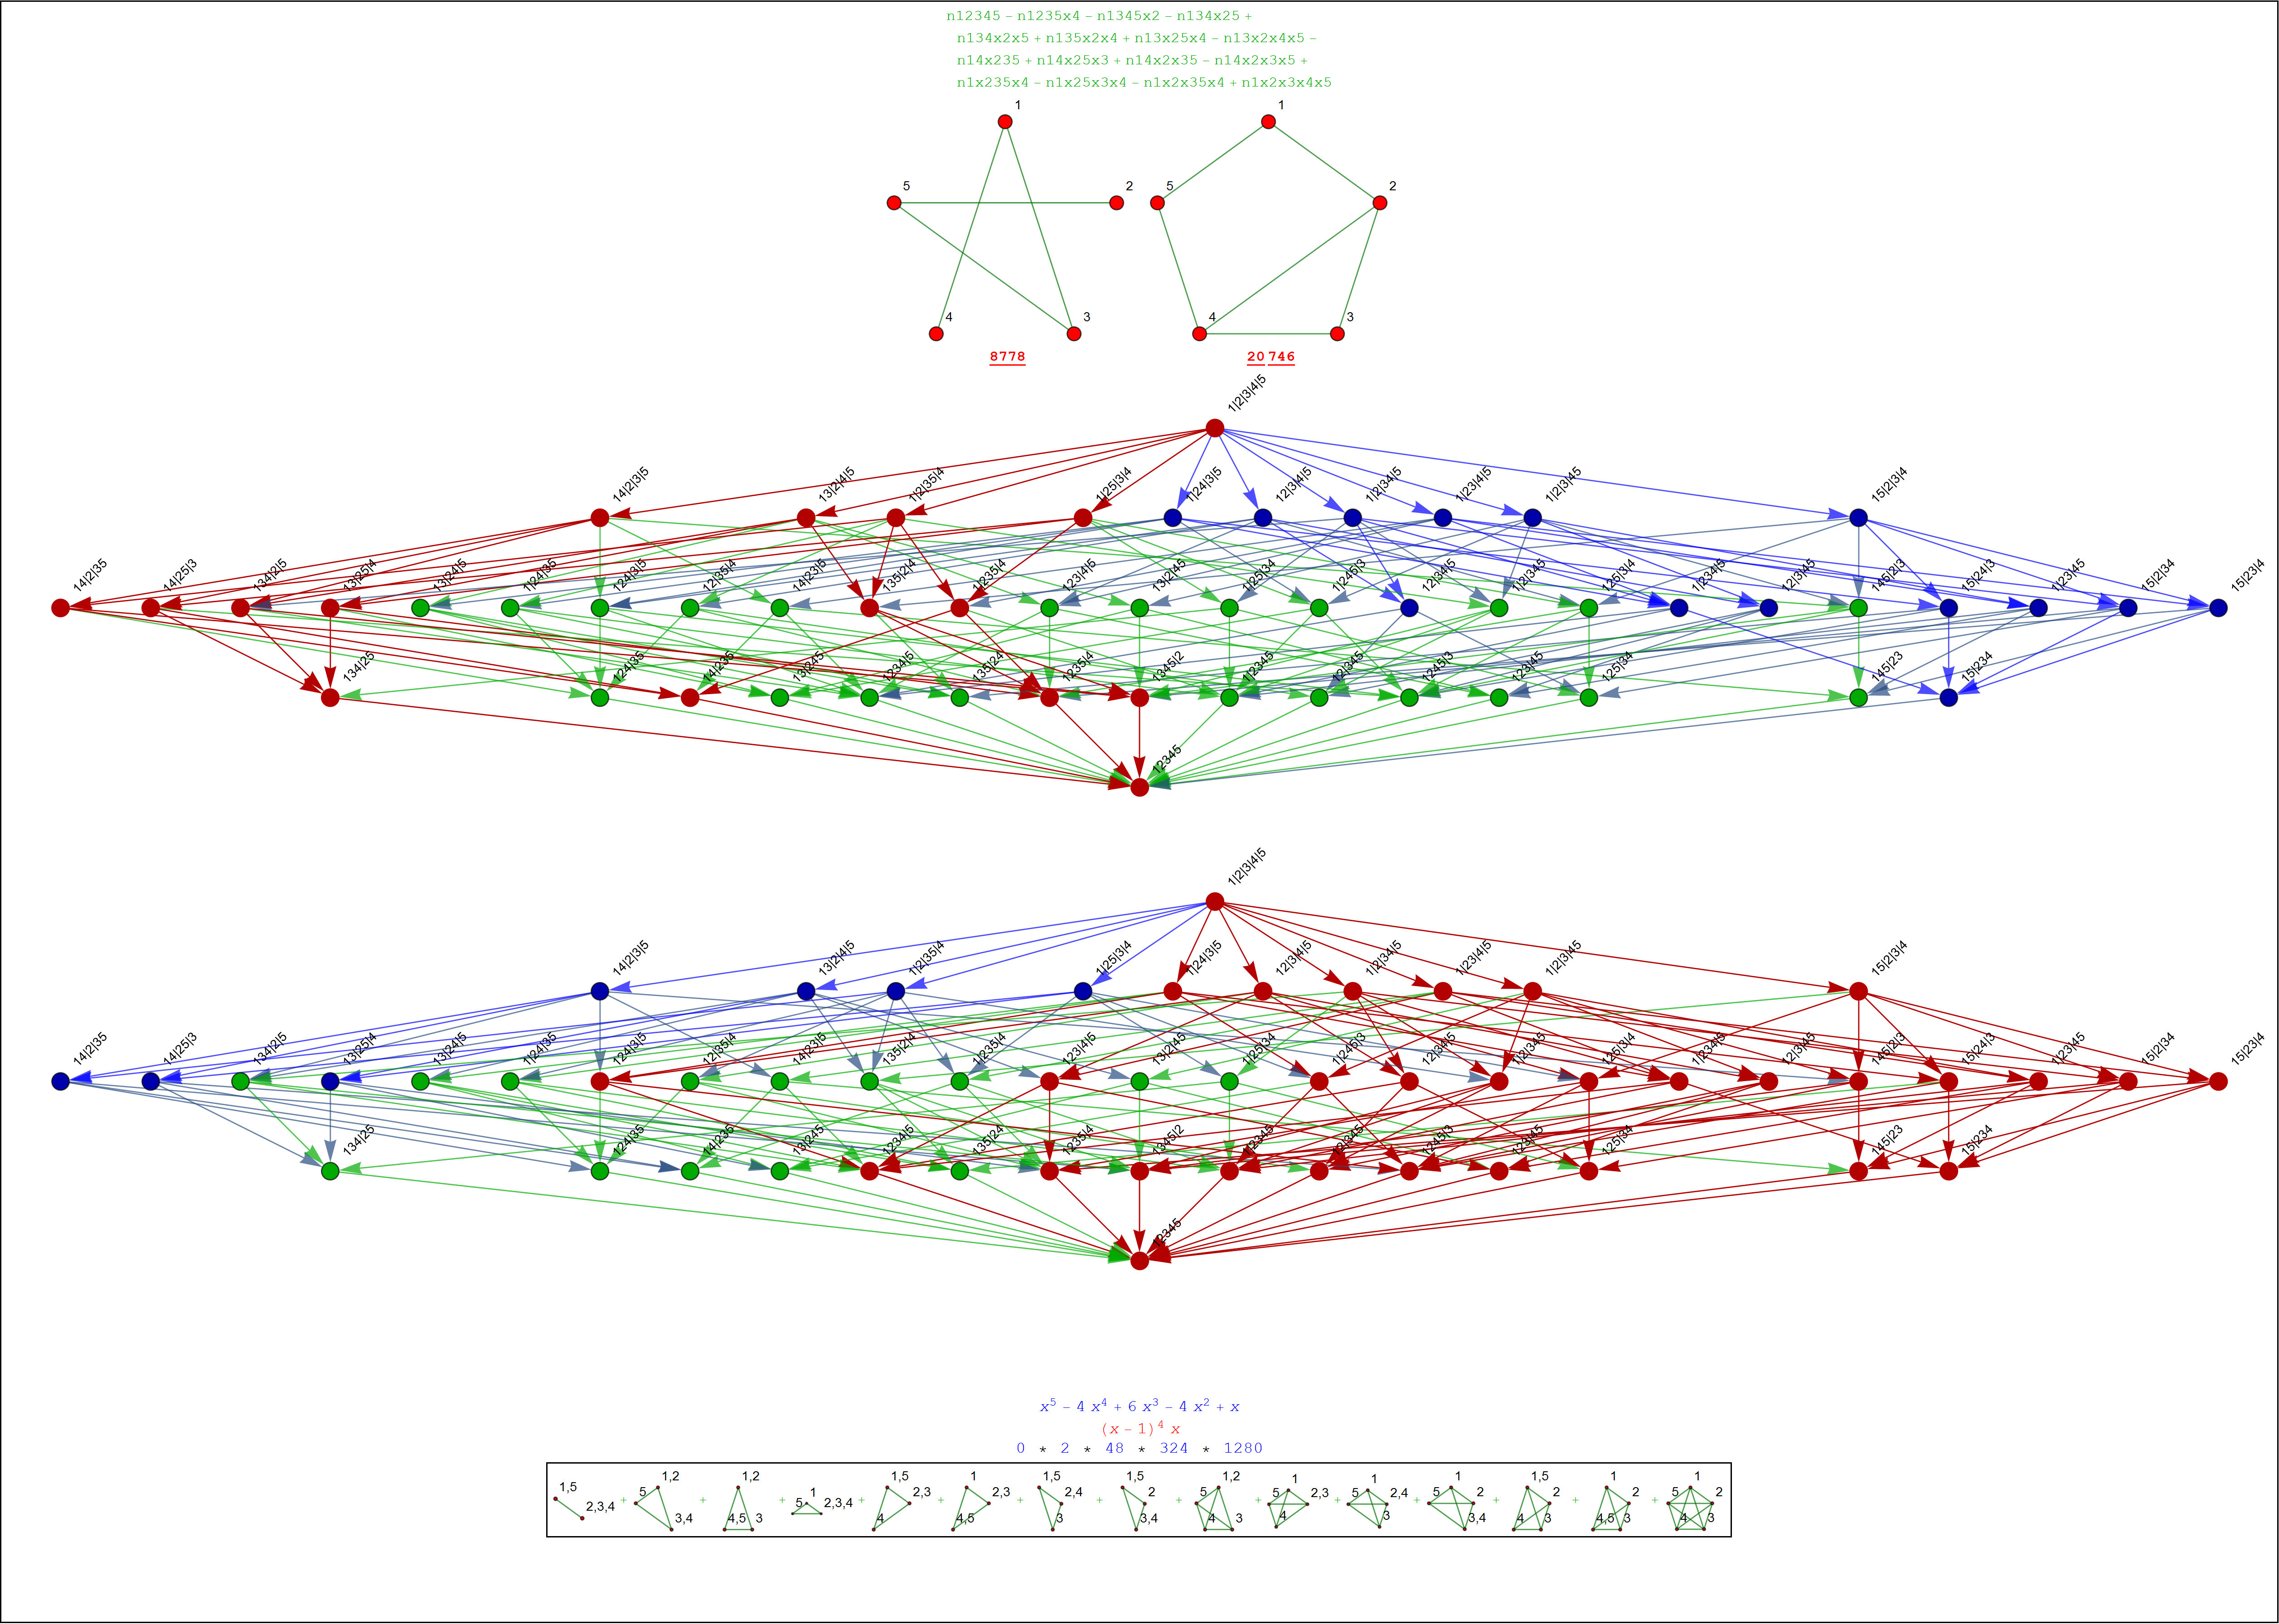 n12345 − n1235x4 − n1345x2 − n134x25 +
n134x2x5 + n135x2x4 + n13x25x4 − n13x2x4x5 −
n14x235 + n14x25x3 + n14x2x35 − n14x2x3x5 +
n1x235x4 − n1x25x3x4 − n1x2x35x4 + n1x2x3x4x5
1 1
5 2 5 2
4 3 4 3
8778 20 746
1|2|3|4|5
14|2|3|5 13|2|4|5 1|2|35|4 1|25|3|4 1|24|3|5 12|3|4|5 1|2|34|5 1|23|4|5 1|2|3|45 15|2|3|4
14|2|35 14|25|3 134|2|5 13|25|4 13|24|5 1|24|35 124|3|5 12|35|4 14|23|5 135|2|4 1|235|4 123|4|5 13|2|45 1|25|34 1|245|3 12|34|5 1|2|345 125|3|4 1|234|5 12|3|45 145|2|3 15|24|3 1|23|45 15|2|34 15|23|4
134|25 124|35 14|235 13|245 1234|5 135|24 1235|4 1345|2 1|2345 12|345 1245|3 123|45 125|34 145|23 15|234
12345
1|2|3|4|5
14|2|3|5 13|2|4|5 1|2|35|4 1|25|3|4 1|24|3|5 12|3|4|5 1|2|34|5 1|23|4|5 1|2|3|45 15|2|3|4
14|2|35 14|25|3 134|2|5 13|25|4 13|24|5 1|24|35 124|3|5 12|35|4 14|23|5 135|2|4 1|235|4 123|4|5 13|2|45 1|25|34 1|245|3 12|34|5 1|2|345 125|3|4 1|234|5 12|3|45 145|2|3 15|24|3 1|23|45 15|2|34 15|23|4
134|25 124|35 14|235 13|245 1234|5 135|24 1235|4 1345|2 1|2345 12|345 1245|3 123|45 125|34 145|23 15|234
12345
x⁵ − 4 x⁴ + 6 x³ − 4 x² + x
(x − 1)⁴ x
0 * 2 * 48 * 324 * 1280
1,5 2,3,4 + 1,2 5 3,4 + 1,2 4,5 3 + 1 5 2,3,4 + 1,5 2,3 4 + 1 2,3 4,5 + 1,5 2,4 3 + 1,5 2 3,4 + 1,2 5 4 3 + 1 5 2,3 4 + 1 5 2,4 3 + 1 5 2 3,4 + 1,5 2 4 3 + 1 2 4,5 3 + 1 5 2 4 3